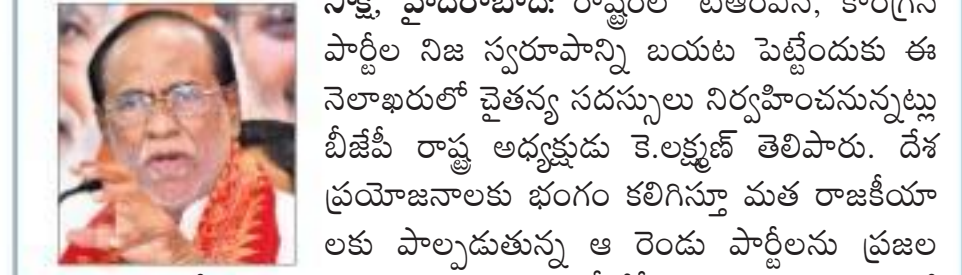 సాక్షి, హైదరాబాద్: రాష్ట్రంలో టీఆర్ఎస్, కాంగ్రెస్
పార్టీల నిజ స్వరూపాన్ని బయట పెట్టేందుకు ఈ
నెలాఖరులో చైతన్య సదస్సులు నిర్వహించనున్నట్లు
బీజేపీ రాష్ట్ర అధ్యక్షుడు కె.లక్ష్మణ్ తెలిపారు. దేశ
ప్రయోజనాలకు భంగం కలిగిస్తూ మత రాజకీయా
లకు పాల్పడుతున్న ఆ రెండు పార్టీలను ప్రజల